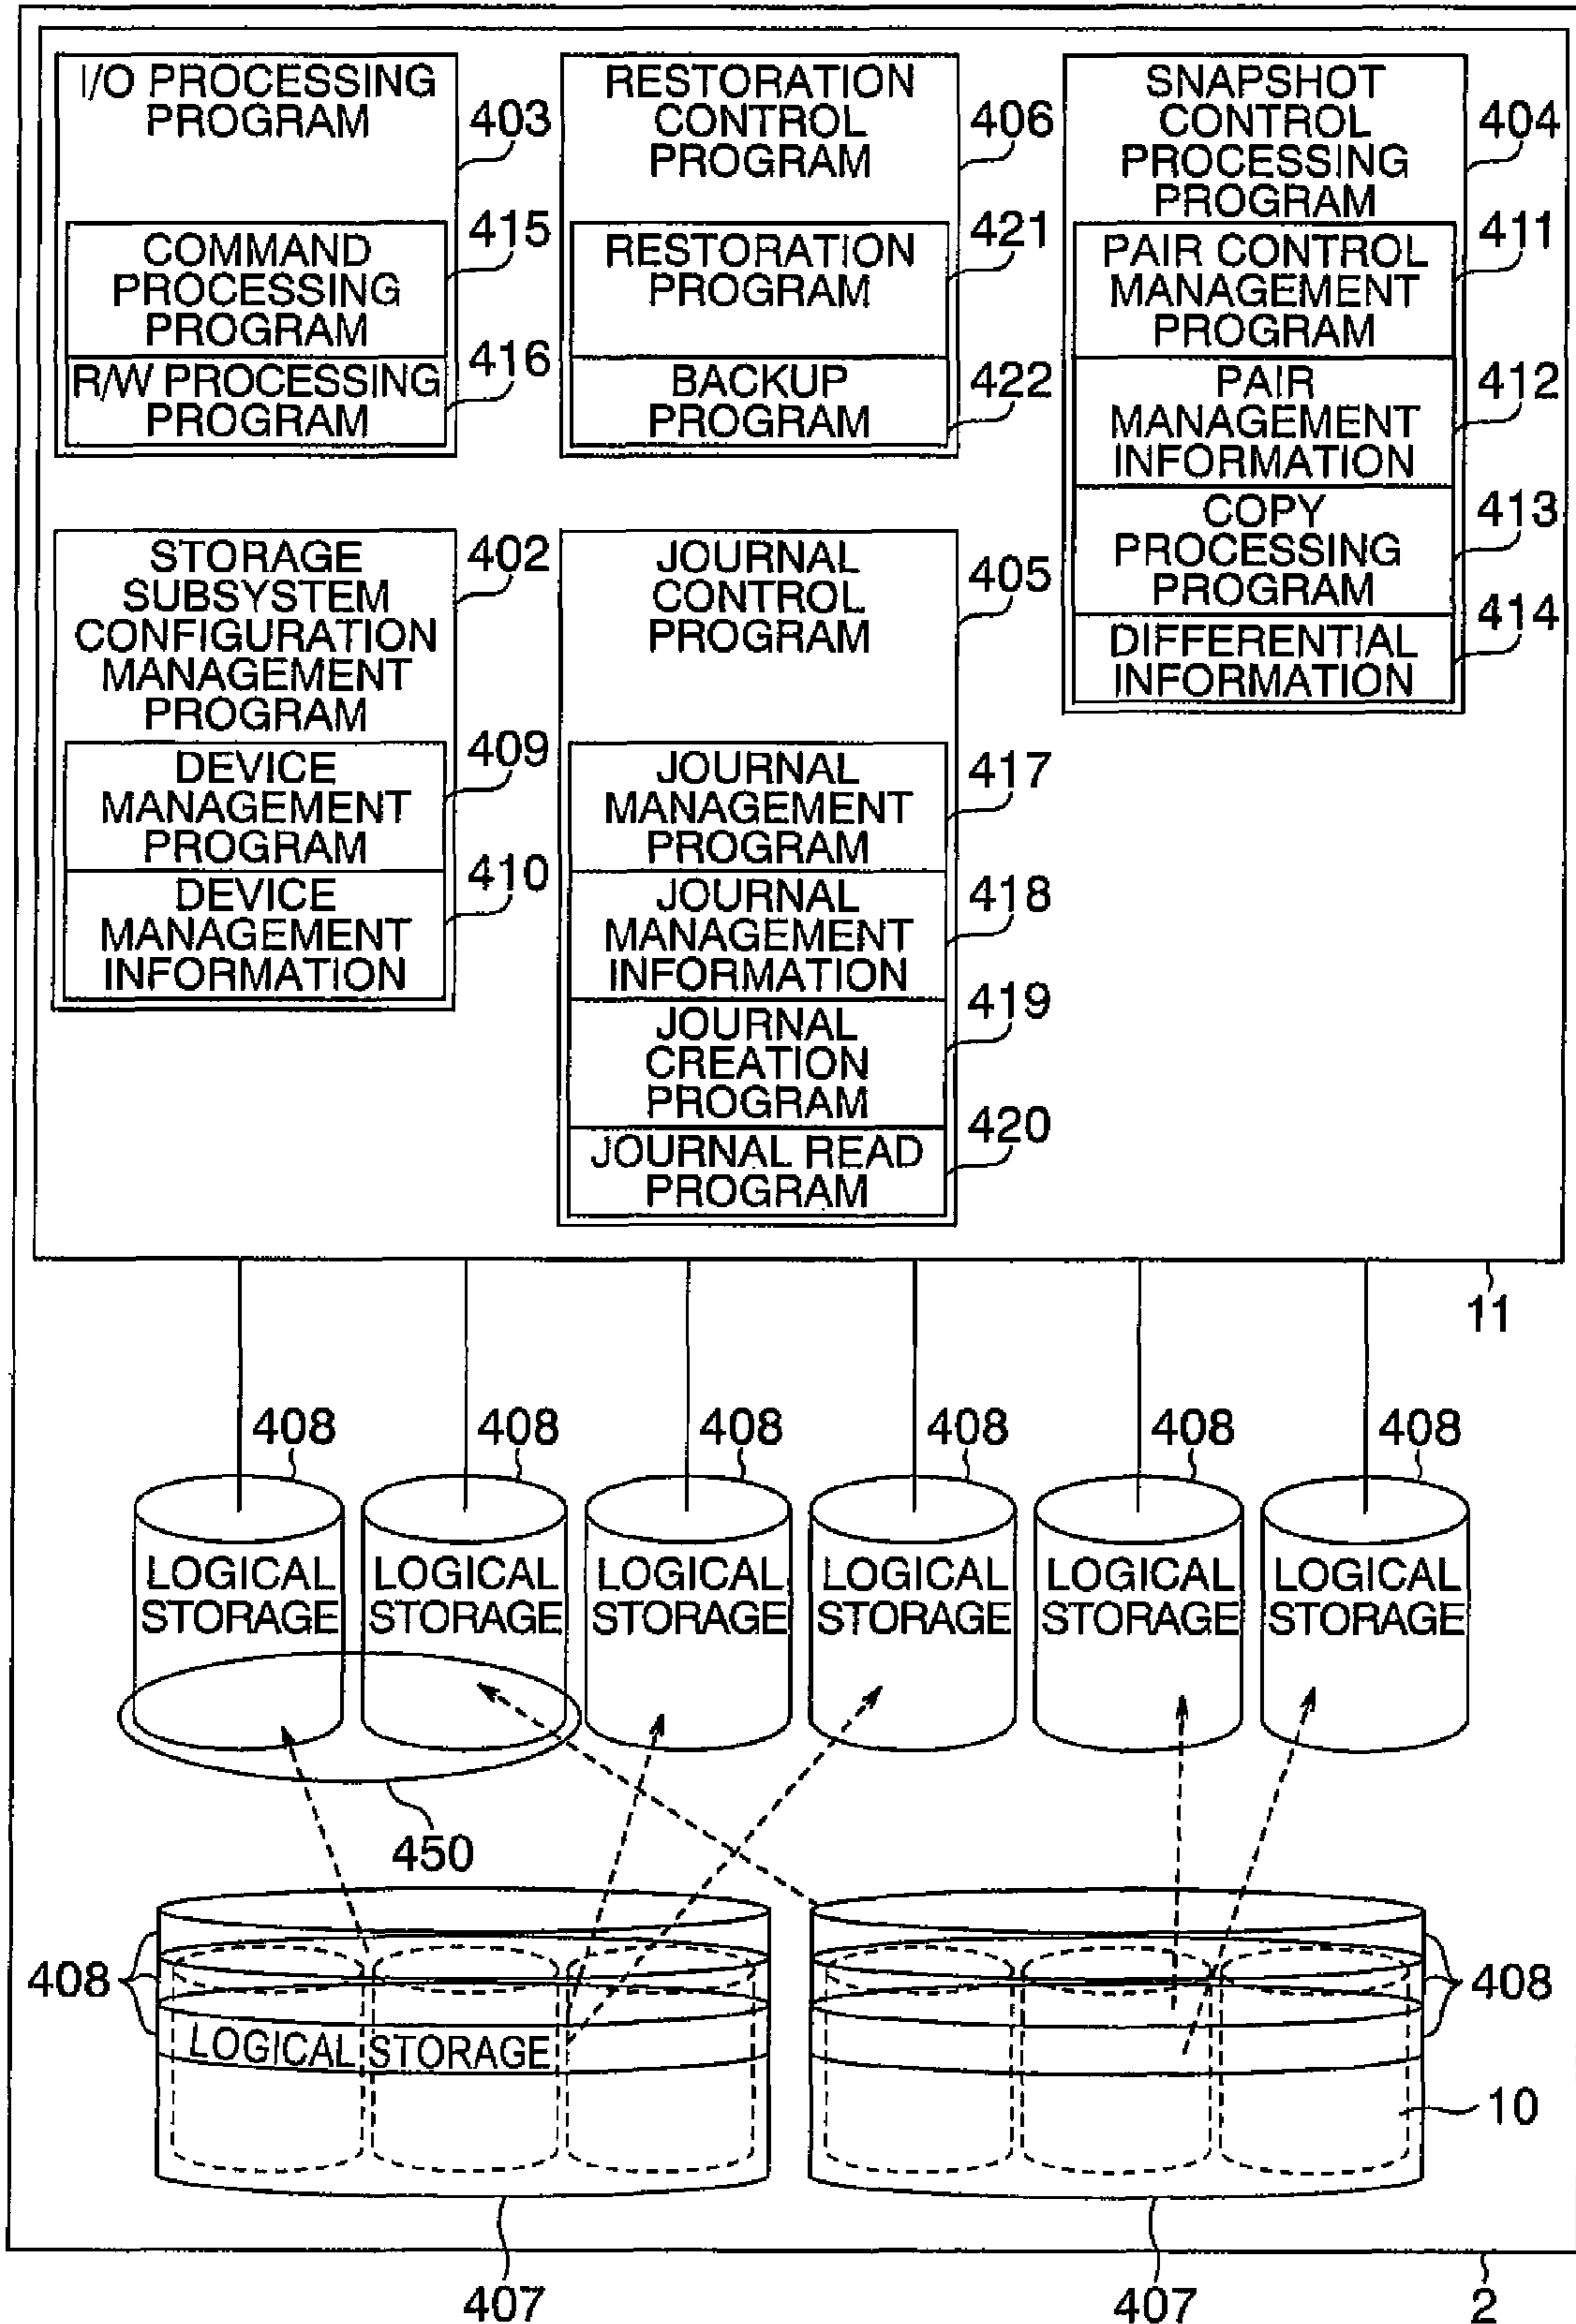 I/O PROCESSING
PROGRAM
403
COMMAND
PROCESSING
PROGRAM
415
R/W PROCESSING
PROGRAM
416
RESTORATION
CONTROL
PROGRAM
406
RESTORATION
PROGRAM
421
BACKUP
PROGRAM
422
SNAPSHOT
CONTROL
PROCESSING
PROGRAM
404
PAIR CONTROL
MANAGEMENT
PROGRAM
411
PAIR
MANAGEMENT
INFORMATION
412
COPY
PROCESSING
PROGRAM
413
DIFFERENTIAL
INFORMATION
414
STORAGE
SUBSYSTEM
CONFIGURATION
MANAGEMENT
PROGRAM
402
DEVICE
MANAGEMENT
PROGRAM
409
DEVICE
MANAGEMENT
INFORMATION
410
JOURNAL
CONTROL
PROGRAM
405
JOURNAL
MANAGEMENT
PROGRAM
417
JOURNAL
MANAGEMENT
INFORMATION
418
JOURNAL
CREATION
PROGRAM
419
JOURNAL READ
PROGRAM
420
11
408
408
408
408
408
408
LOGICAL
STORAGE
LOGICAL
STORAGE
LOGICAL
STORAGE
LOGICAL
STORAGE
LOGICAL
STORAGE
LOGICAL
STORAGE
450
408
LOGICAL STORAGE
408
10
407
407
2